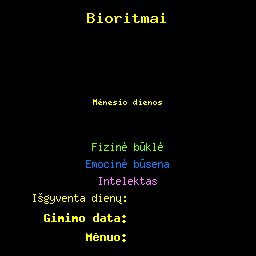 Bioritmai
Mėnesio dienos
Fizinė būklė
Emocinė būsena
Intelektas
Išgyventa dienų:
Gimimo data:
Mėnuo: